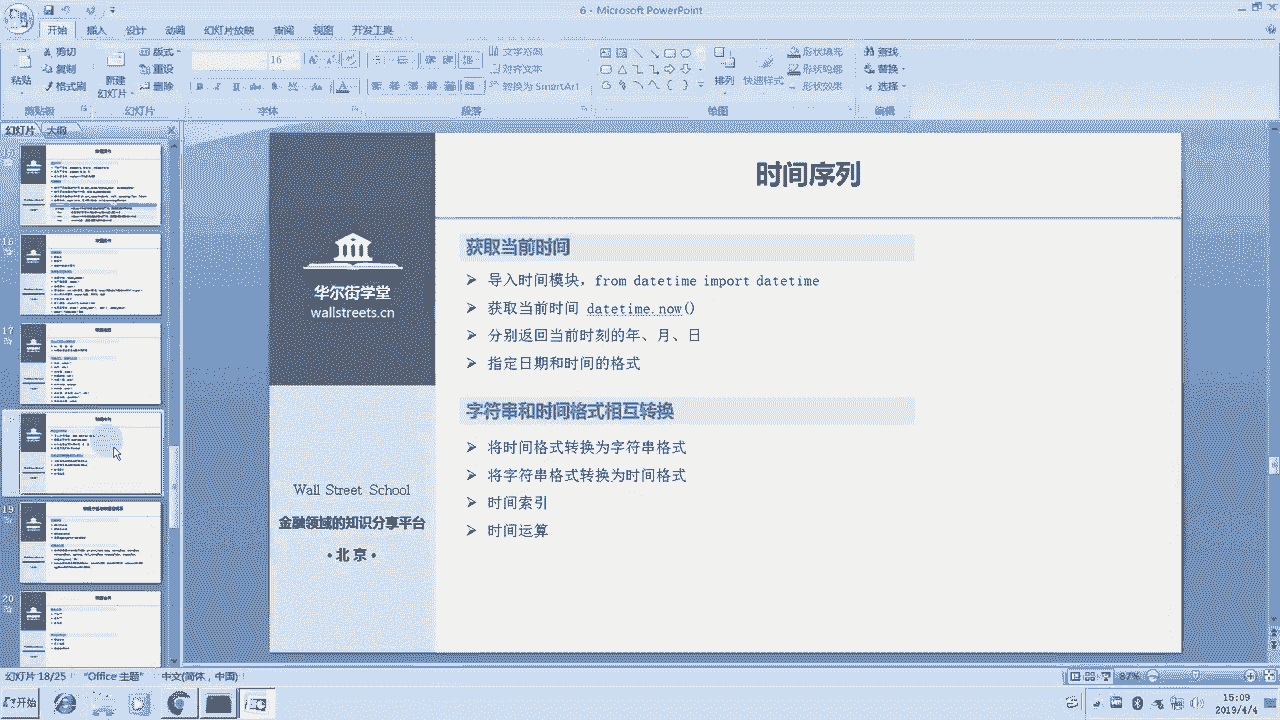 6 - Microsoft PowerPoint
开始 插入 设计 动画 幻灯片放映 审阅 视图 开发工具
剪切
复制
格式刷
粘贴
剪贴板
新建
幻灯片
版式
重设
删除
幻灯片
16
字体
文字方向
对齐文本
转换为 SmartArt
段落
排列
快速样式
形状填充
形状轮廓
形状效果
绘图
查找
替换
选择
编辑
幻灯片 大纲
17
20
时间序列
获取当前时间
➢ 导入时间模块，from datetime import
➢ 获取当前时间 datetime.now()
➢ 分别返回当前时刻的年、月、日
➢ 指定日期和时间的格式
字符串和时间格式相互转换
➢ 将时间格式转换为字符串格式
➢ 将字符串格式转换为时间格式
➢ 时间索引
➢ 时间运算
华尔街学堂
wallstreets.cn
Wall Street School
金融领域的知识分享平台
• 北 京 •
幻灯片 18/25 "Office 主题" 中文(简体，中国)
87%
开始
15:09
2019/4/4